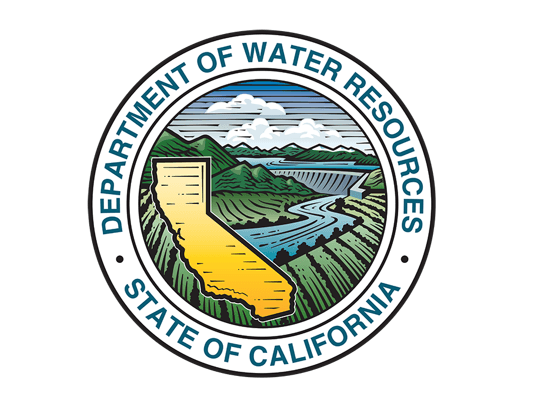 DEPARTMENT OF WATER RESOURCES
STATE OF CALIFORNIA